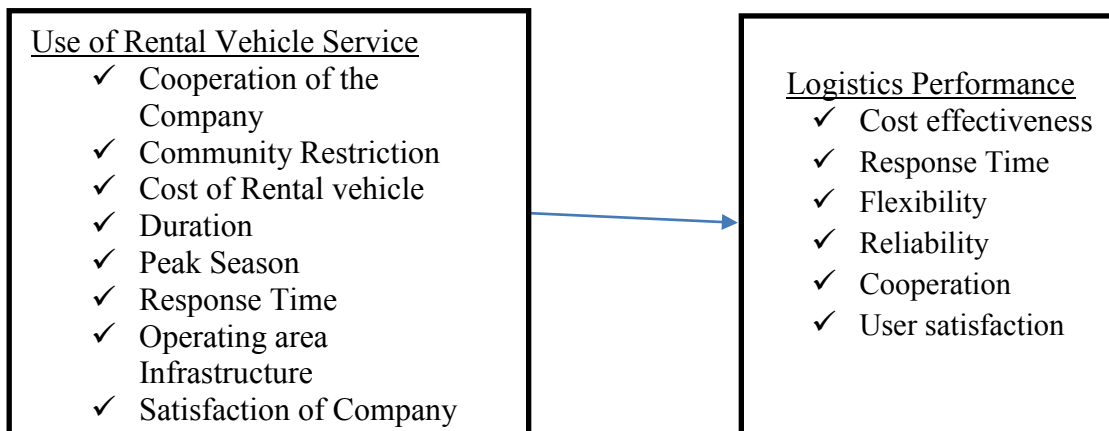 Use of Rental Vehicle Service
✓ Cooperation of the
Company
✓ Community Restriction
✓ Cost of Rental vehicle
✓ Duration
✓ Peak Season
✓ Response Time
✓ Operating area
Infrastructure
✓ Satisfaction of Company
Logistics Performance
✓ Cost effectiveness
✓ Response Time
✓ Flexibility
✓ Reliability
✓ Cooperation
✓ User satisfaction